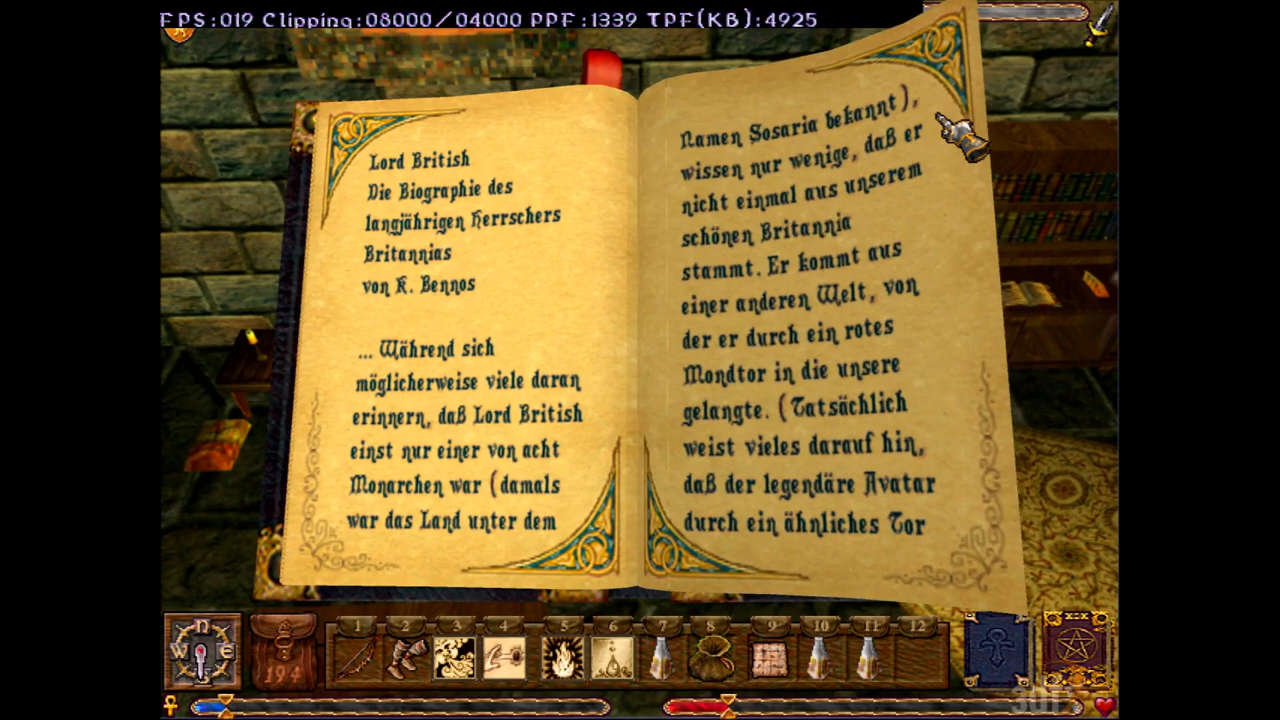 FPS:019 Clipping:08000/04000 PPF:1339 TPF(KB):4925
Lord British
Die Biographie des
langjährigen Herrschers
Britannias
von K. Bennos
... Während sich
möglicherweise viele daran
erinnern, daß Lord British
einst nur einer von acht
Monarchen war (damals
war das Land unter dem
Namen Sosaria bekannt),
wissen nur wenige, daß er
nicht einmal aus unserem
schönen Britannia
stammt. Er kommt aus
einer anderen Welt, von
der er durch ein rotes
Mondtor in die unsere
gelangte. (Tatsächlich
weist vieles darauf hin,
daß der legendäre Avatar
durch ein ähnliches Tor
N
W E
194
1 2 3 4 5 6 7 8 9 10 11 12